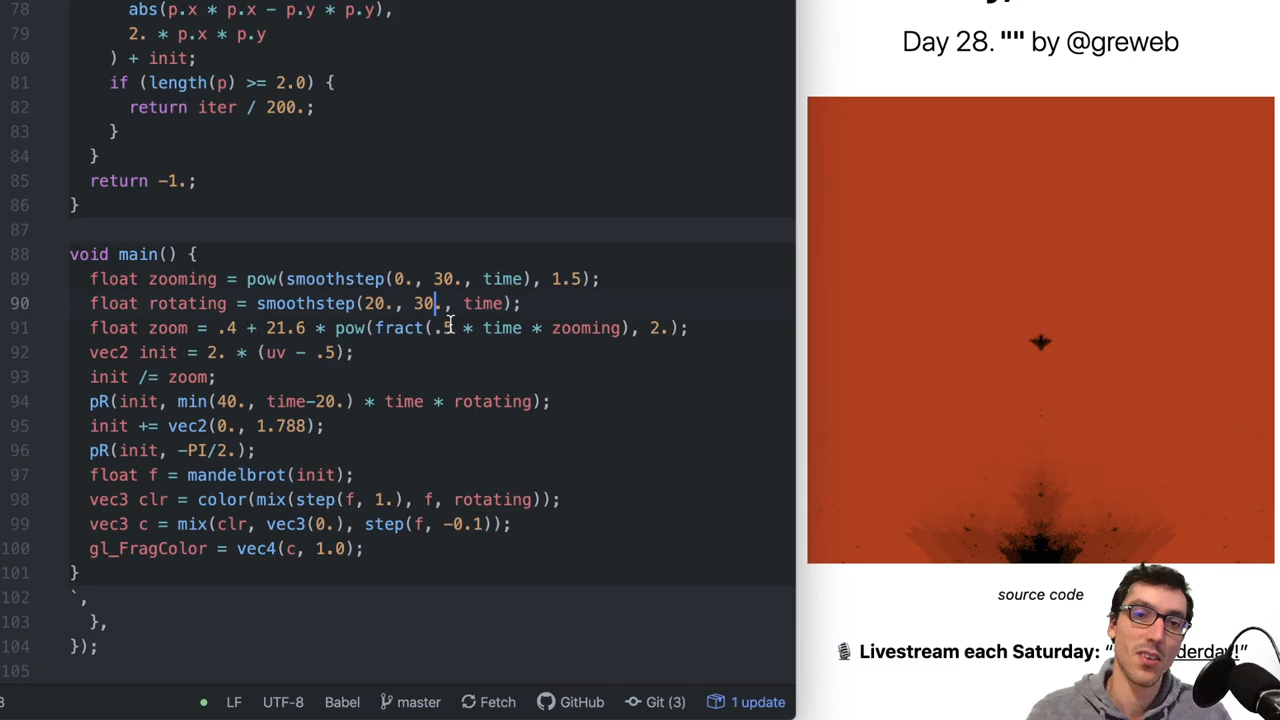 78 abs(p.x * p.x - p.y * p.y),
79 2. * p.x * p.y
80 ) + init;
81 if (length(p) >= 2.0) {
82 return iter / 200.;
83 }
84 }
85 return -1.;
86 }
87
88 void main() {
89 float zooming = pow(smoothstep(0., 30., time), 1.5);
90 float rotating = smoothstep(20., 30., time);
91 float zoom = .4 + 21.6 * pow(fract(.5 * time * zooming), 2.);
92 vec2 init = 2. * (uv - .5);
93 init /= zoom;
94 pR(init, min(40., time-20.) * time * rotating);
95 init += vec2(0., 1.788);
96 pR(init, -PI/2.);
97 float f = mandelbrot(init);
98 vec3 clr = color(mix(step(f, 1.), f, rotating));
99 vec3 c = mix(clr, vec3(0.), step(f, -0.1));
100 gl_FragColor = vec4(c, 1.0);
101 }
102 `,
103 },
104 });
105
LF UTF-8 Babel master Fetch GitHub Git (3) 1 update
Day 28. "" by @greweb
source code
🎙 Livestream each Saturday: “